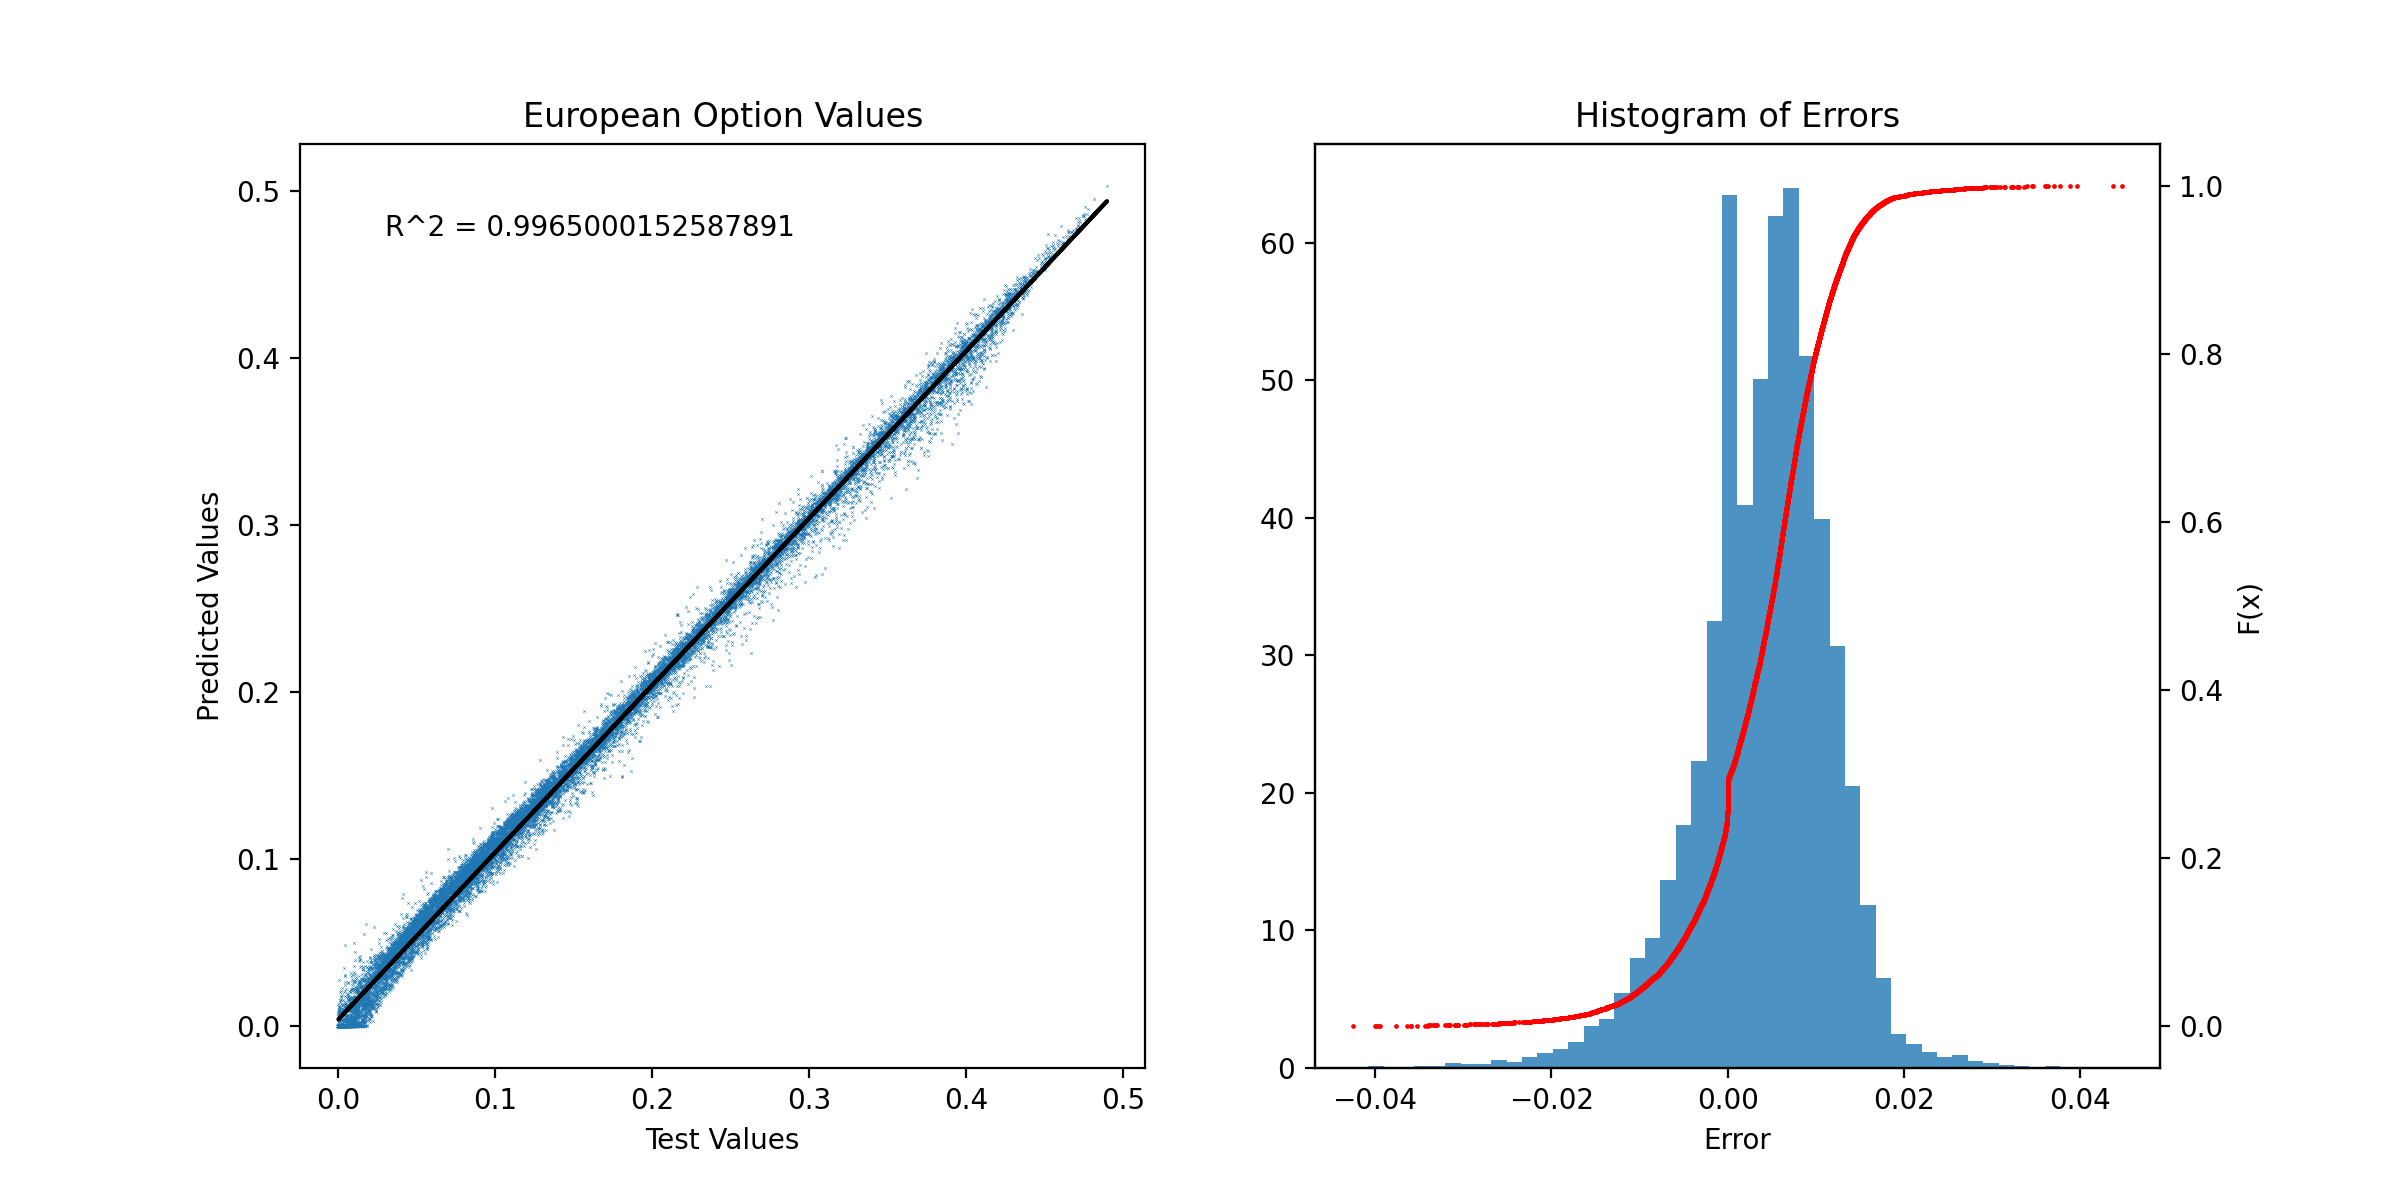 European Option Values
R^2 = 0.9965000152587891
0.5
0.4
0.3
0.2
0.1
0.0
Predicted Values
0.0 0.1 0.2 0.3 0.4 0.5
Test Values
Histogram of Errors
60
50
40
30
20
10
0
1.0
0.8
0.6
0.4
0.2
0.0
F(x)
−0.04 −0.02 0.00 0.02 0.04
Error